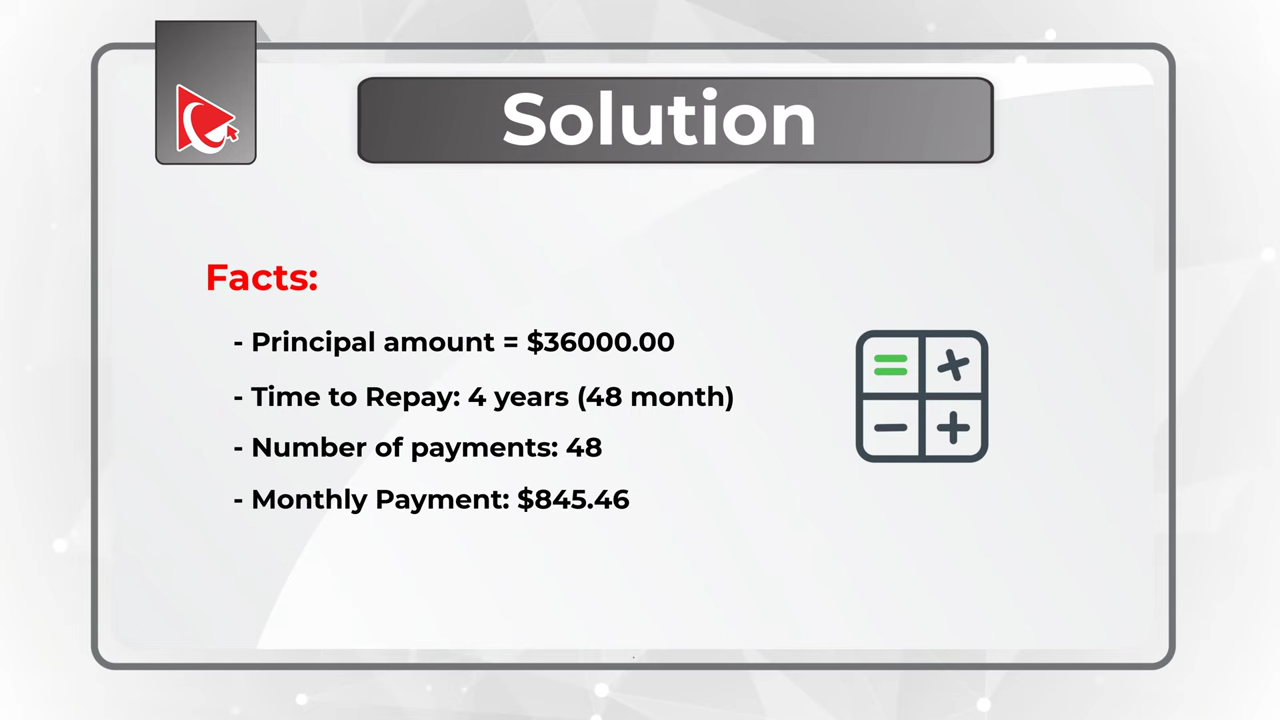 Solution
Facts:
- Principal amount = $36000.00
- Time to Repay: 4 years (48 month)
- Number of payments: 48
- Monthly Payment: $845.46